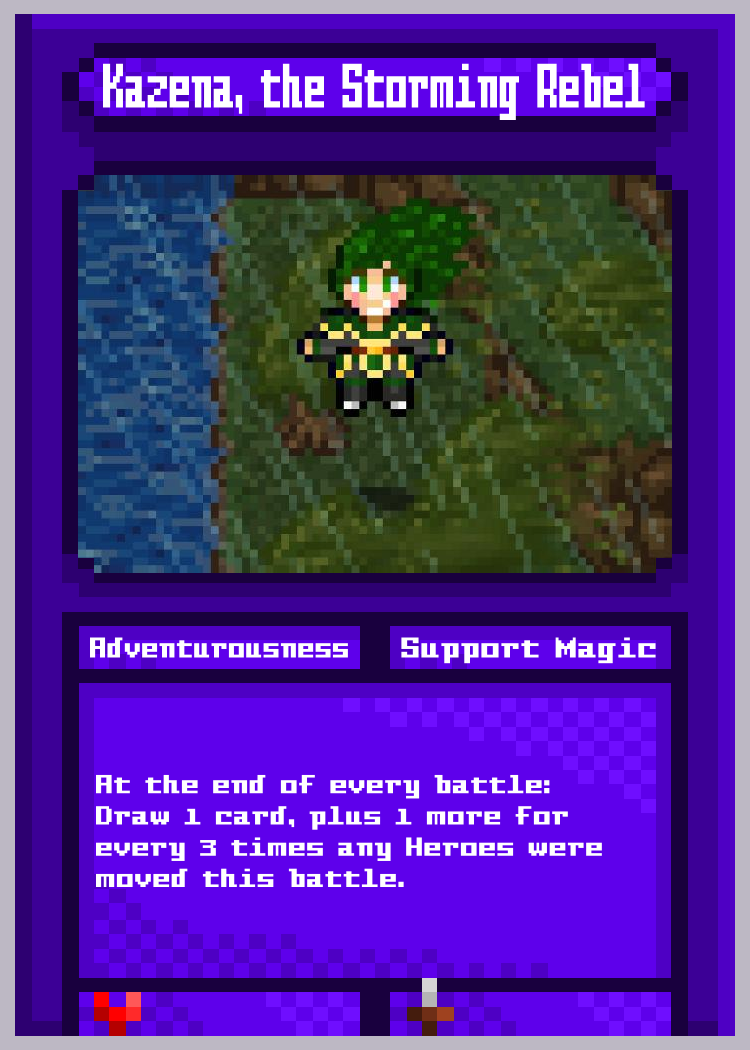 Kazena, the Storming Rebel
Adventurousness
Support Magic
At the end of every battle:
Draw 1 card, plus 1 more for
every 3 times any Heroes were
moved this battle.